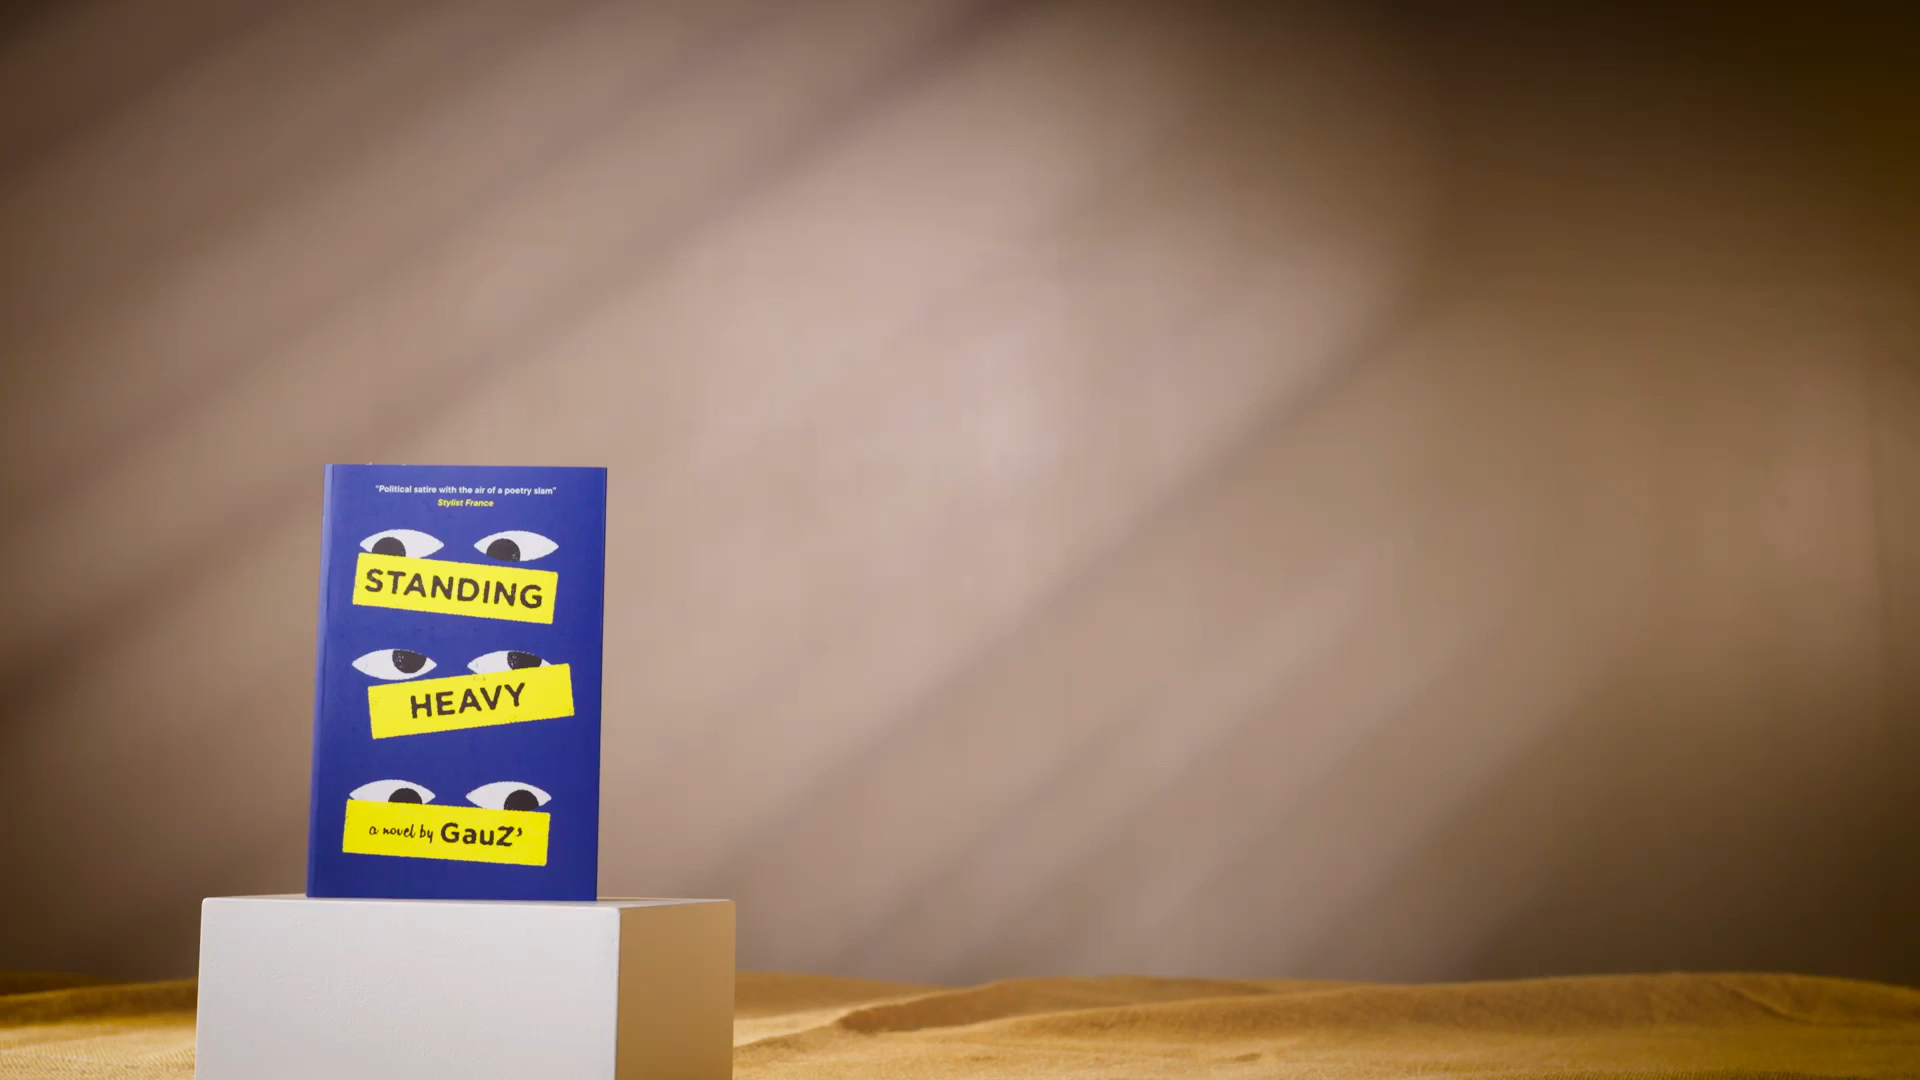 "Political satire with the air of a poetry slam"
Stylist France
STANDING
HEAVY
a novel by GauZ'